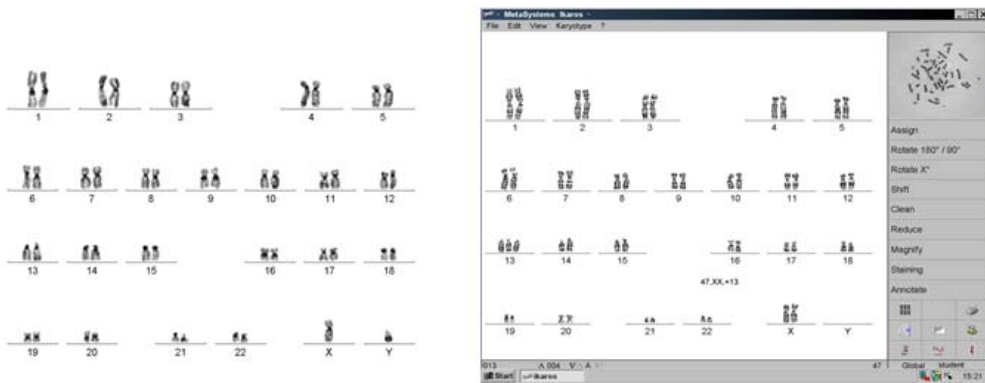 1 2 3 4 5
6 7 8 9 10 11 12
13 14 15 16 17 18
19 20 21 22 X Y
MetaSystems Ikaros
File Edit View Karyotype ?
1 2 3 4 5
6 7 8 9 10 11 12
13 14 15 16 17 18
47,XX,+13
19 20 21 22 X Y
Assign
Rotate 180° / 90°
Rotate X°
Shift
Clean
Reduce
Magnify
Staining
Annotate
013 A.004 47 Global student
Start ikaros 15:21